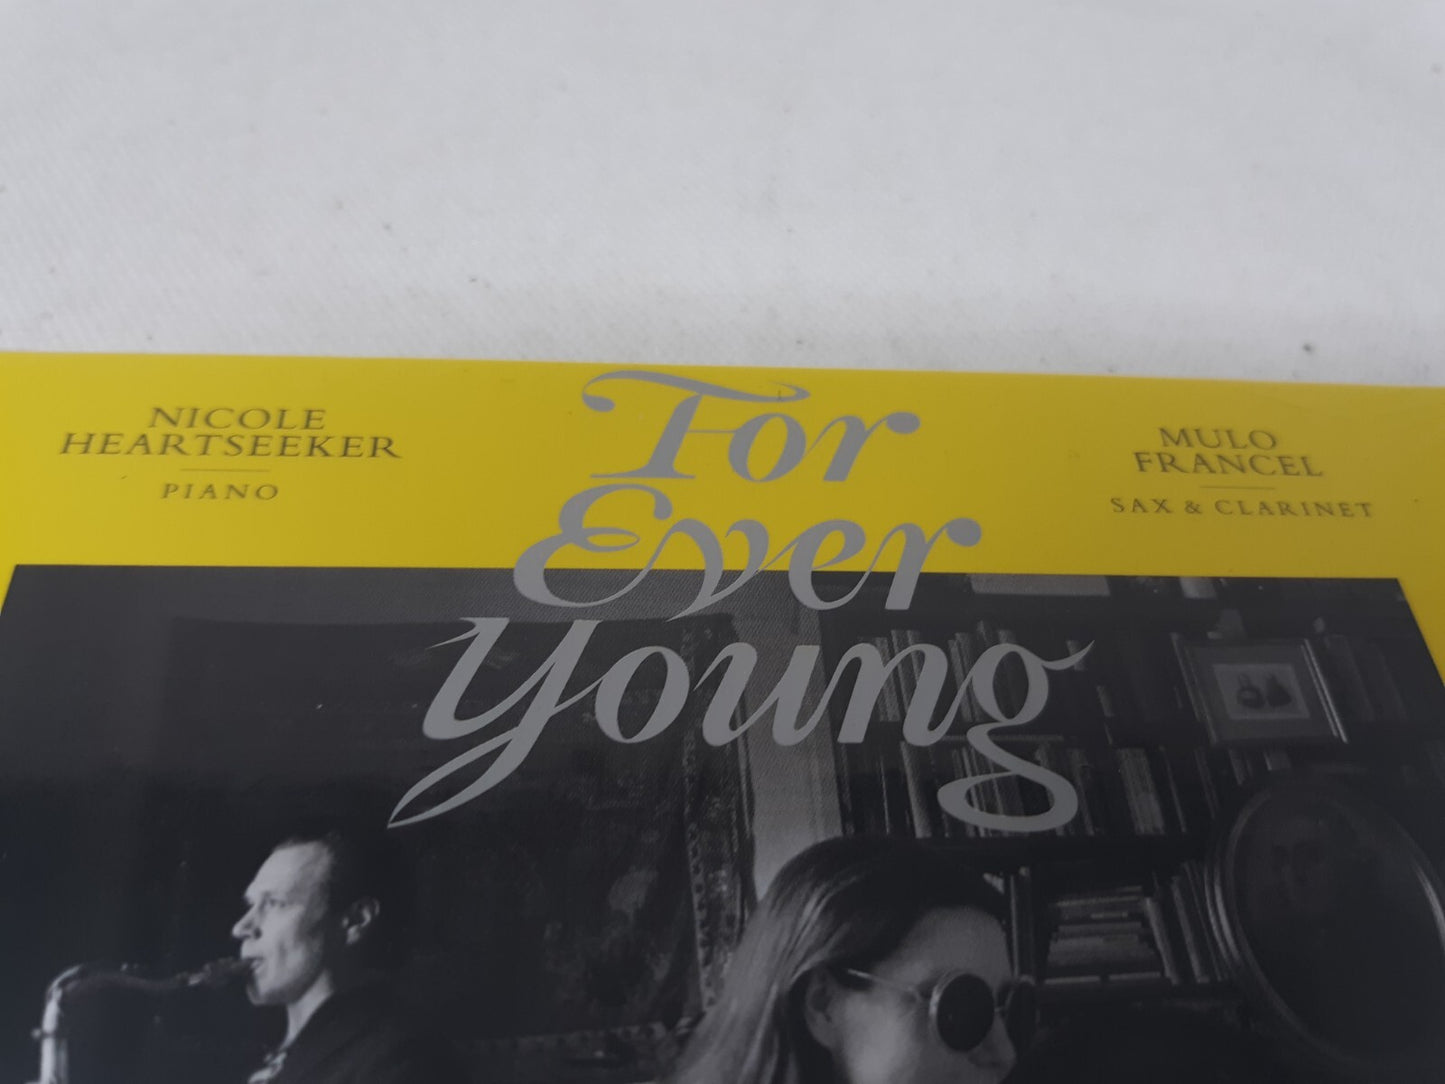 NICOLE
HEARTSEEKER
PIANO
For
Ever
Young
MULO
FRANCEL
SAX & CLARINET